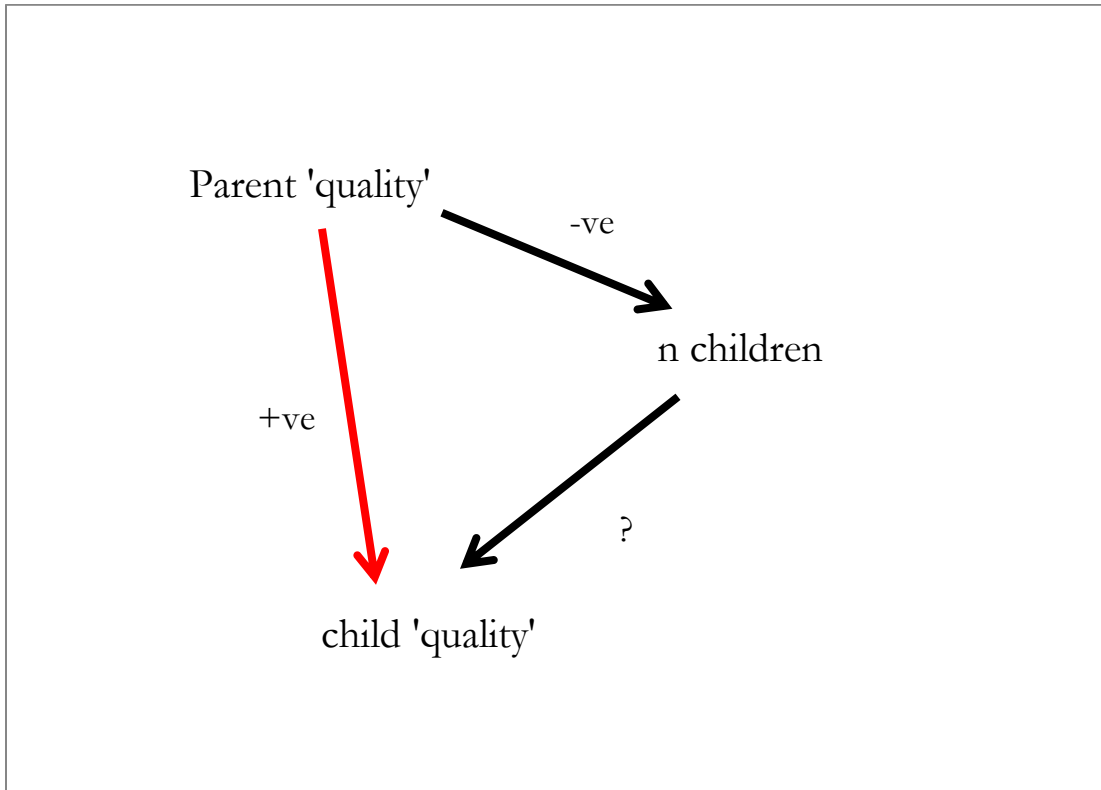 Parent 'quality'
-ve
n children
+ve
?
child 'quality'